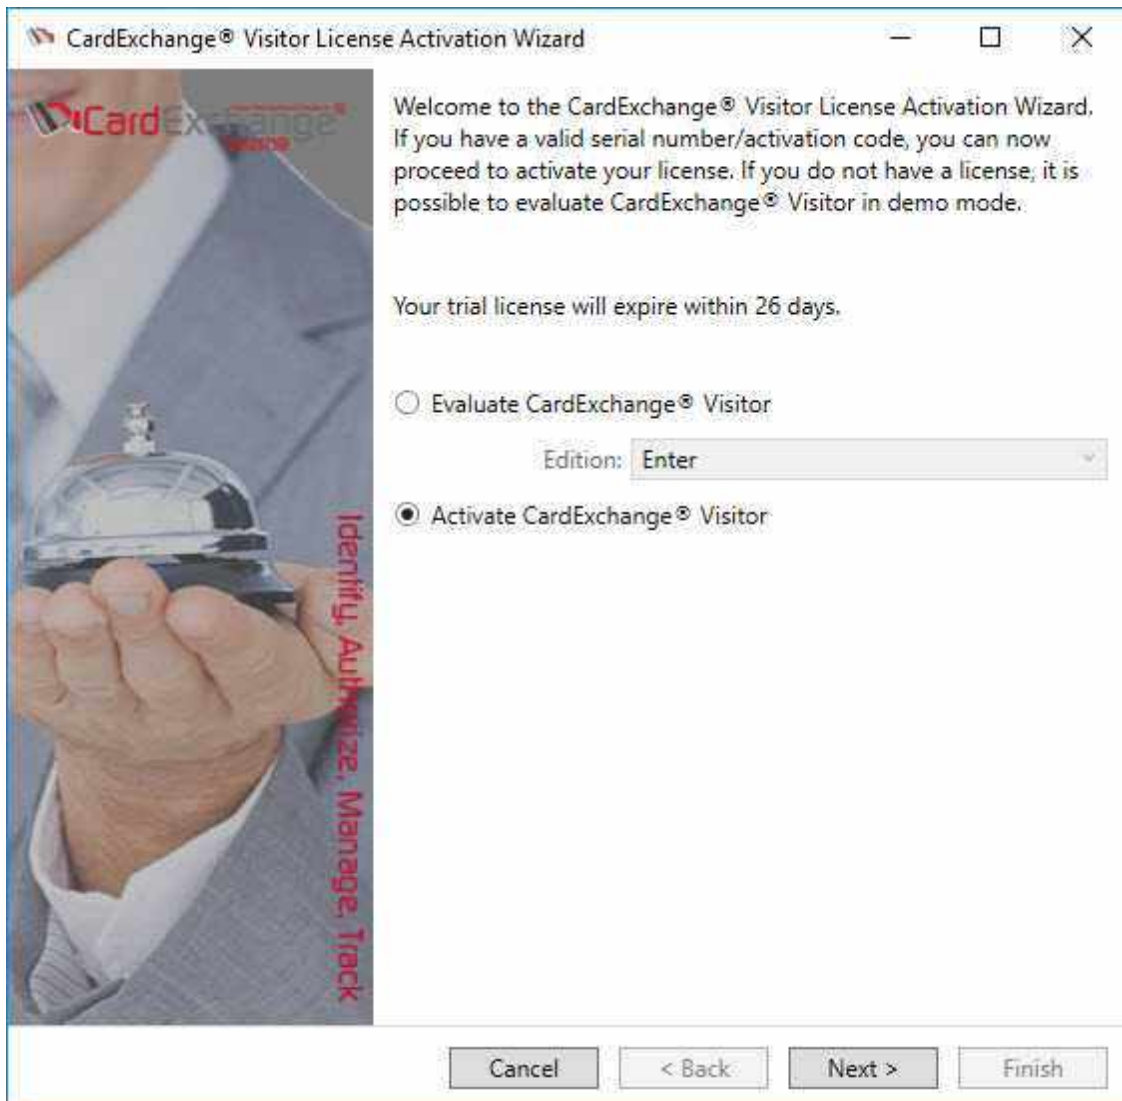 CardExchange® Visitor License Activation Wizard
CardExchange®
Welcome to the CardExchange® Visitor License Activation Wizard.
If you have a valid serial number/activation code, you can now
proceed to activate your license. If you do not have a license, it is
possible to evaluate CardExchange® Visitor in demo mode.
Your trial license will expire within 26 days.
Evaluate CardExchange® Visitor
Edition: Enter
Activate CardExchange® Visitor
Identify, Authorize, Manage, Track
Cancel
< Back
Next >
Finish